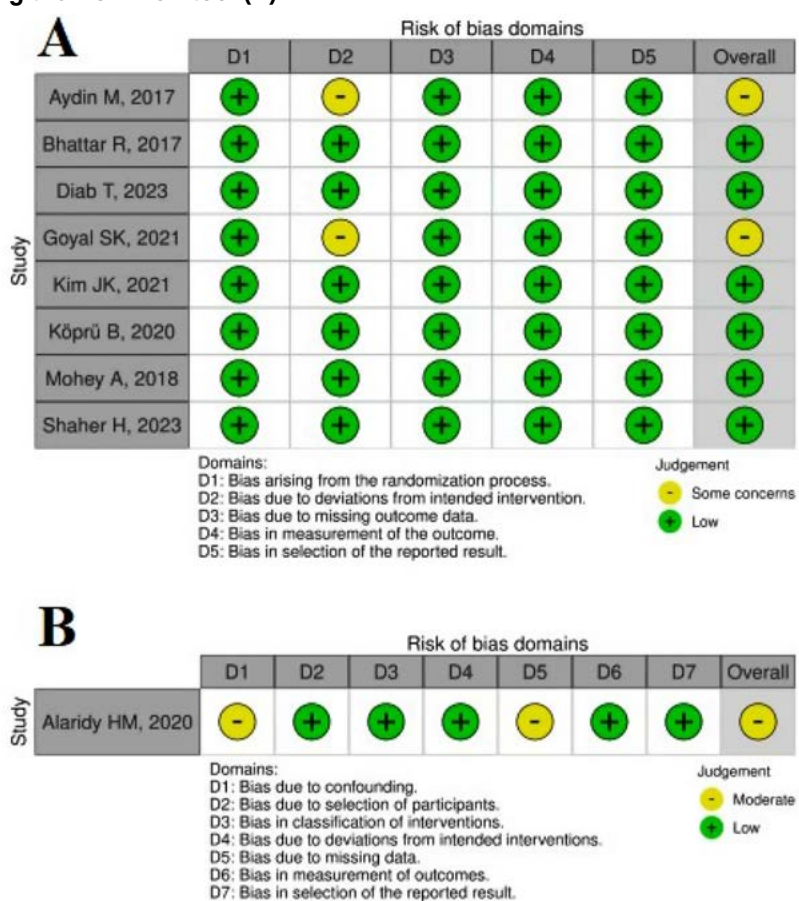 A
Risk of bias domains
D1 D2 D3 D4 D5 Overall
Study
Aydin M, 2017 + - + + + -
Bhattar R, 2017 + + + + + +
Diab T, 2023 + + + + + +
Goyal SK, 2021 + - + + + -
Kim JK, 2021 + + + + + +
Köprü B, 2020 + + + + + +
Mohey A, 2018 + + + + + +
Shaher H, 2023 + + + + + +
Domains:
D1: Bias arising from the randomization process.
D2: Bias due to deviations from intended intervention.
D3: Bias due to missing outcome data.
D4: Bias in measurement of the outcome.
D5: Bias in selection of the reported result.
Judgement
- Some concerns
+ Low
B
Risk of bias domains
D1 D2 D3 D4 D5 D6 D7 Overall
Study
Alaridy HM, 2020 - + + + - + + -
Domains:
D1: Bias due to confounding.
D2: Bias due to selection of participants.
D3: Bias in classification of interventions.
D4: Bias due to deviations from intended interventions.
D5: Bias due to missing data.
D6: Bias in measurement of outcomes.
D7: Bias in selection of the reported result.
Judgement
- Moderate
+ Low